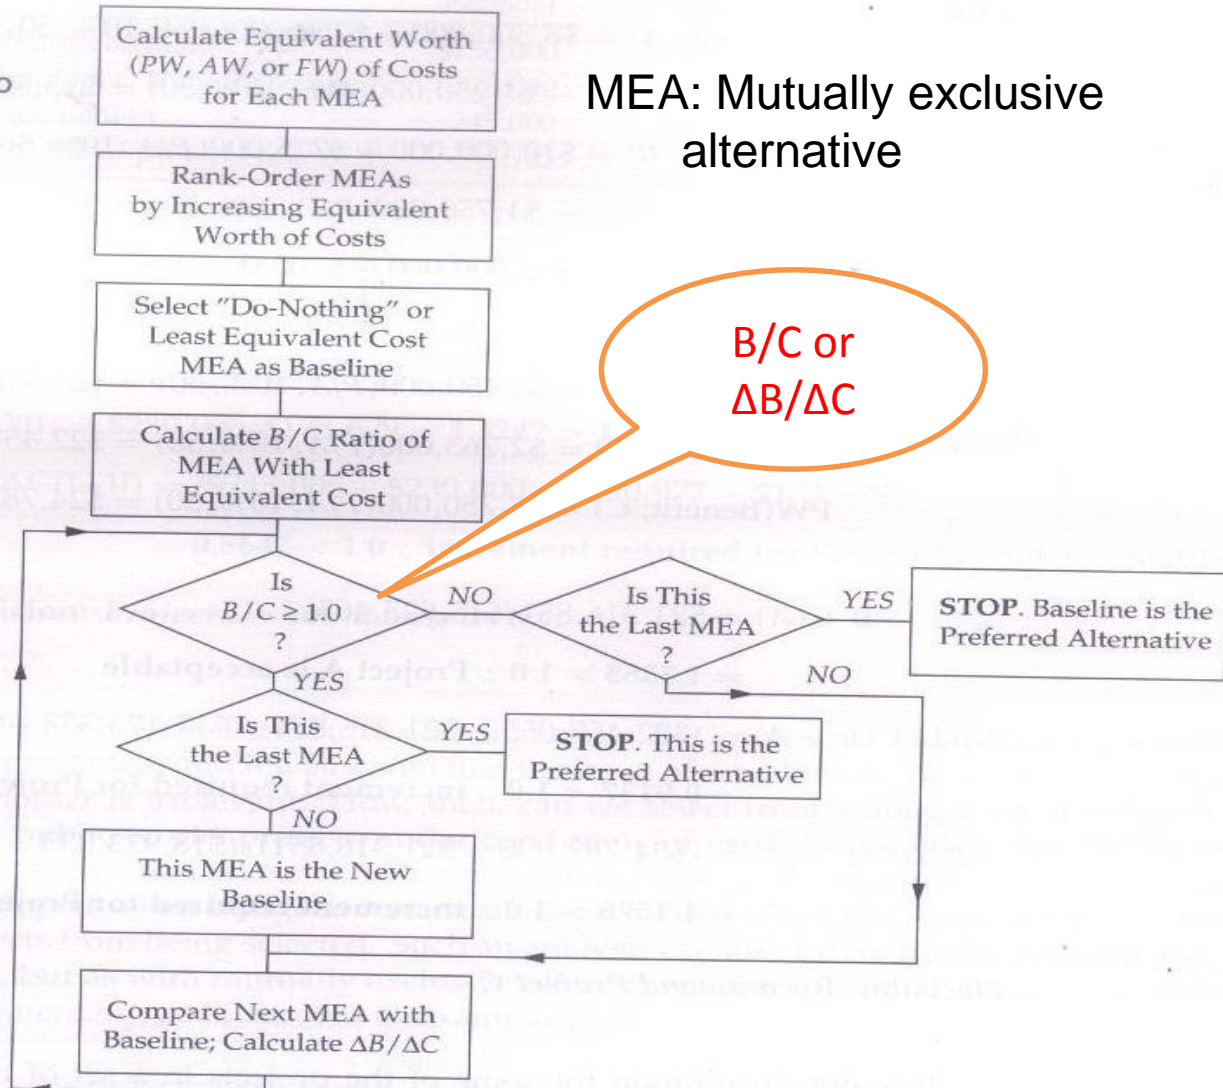 Calculate Equivalent Worth
(PW, AW, or FW) of Costs
for Each MEA
MEA: Mutually exclusive
alternative
Rank-Order MEAs
by Increasing Equivalent
Worth of Costs
Select "Do-Nothing" or
Least Equivalent Cost
MEA as Baseline
B/C or
ΔB/ΔC
Calculate B/C Ratio of
MEA With Least
Equivalent Cost
Is
B/C ≥ 1.0
?
NO
Is This
the Last MEA
?
YES
STOP. Baseline is the
Preferred Alternative
NO
YES
Is This
the Last MEA
?
YES
STOP. This is the
Preferred Alternative
NO
This MEA is the New
Baseline
Compare Next MEA with
Baseline; Calculate ΔB/ΔC